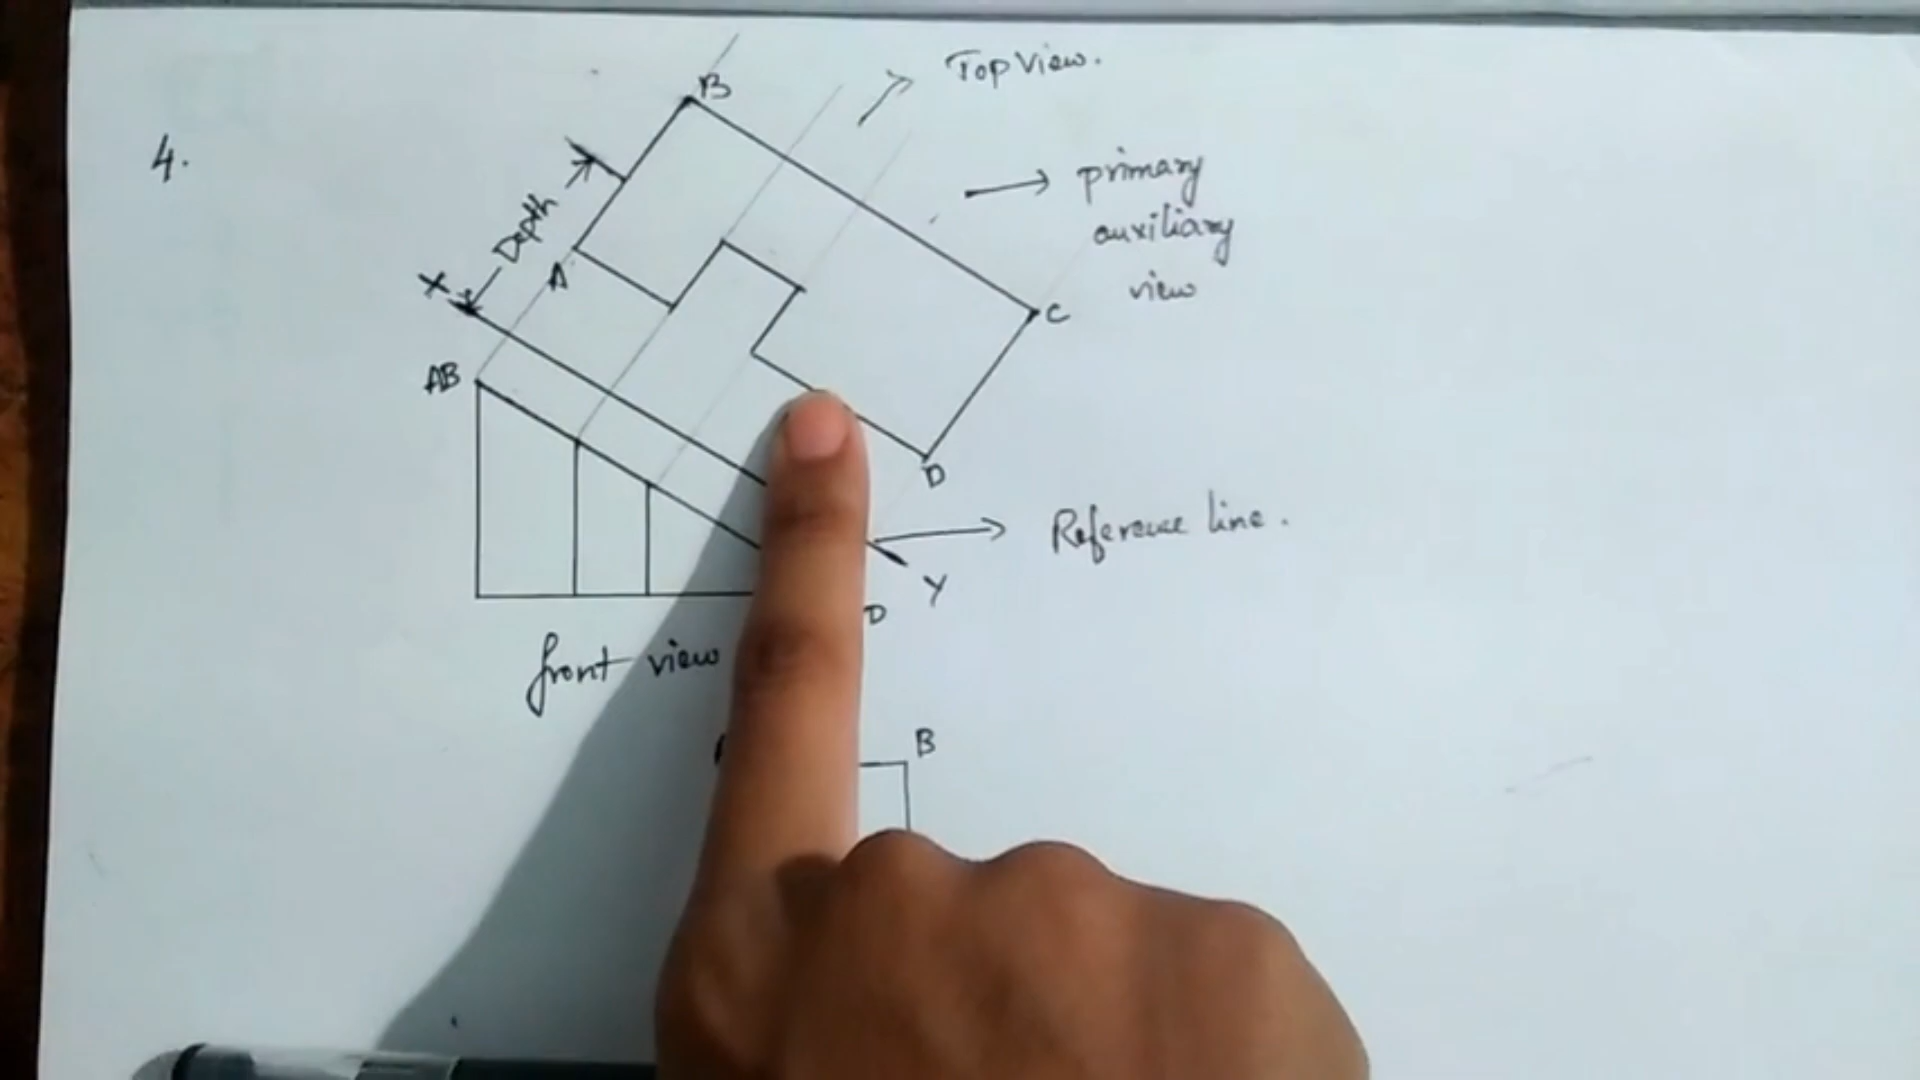 4.
Top view.
B
primary
auxiliary
view
Depth
A
X
C
AB
D
Reference line.
Y
D
front view
B